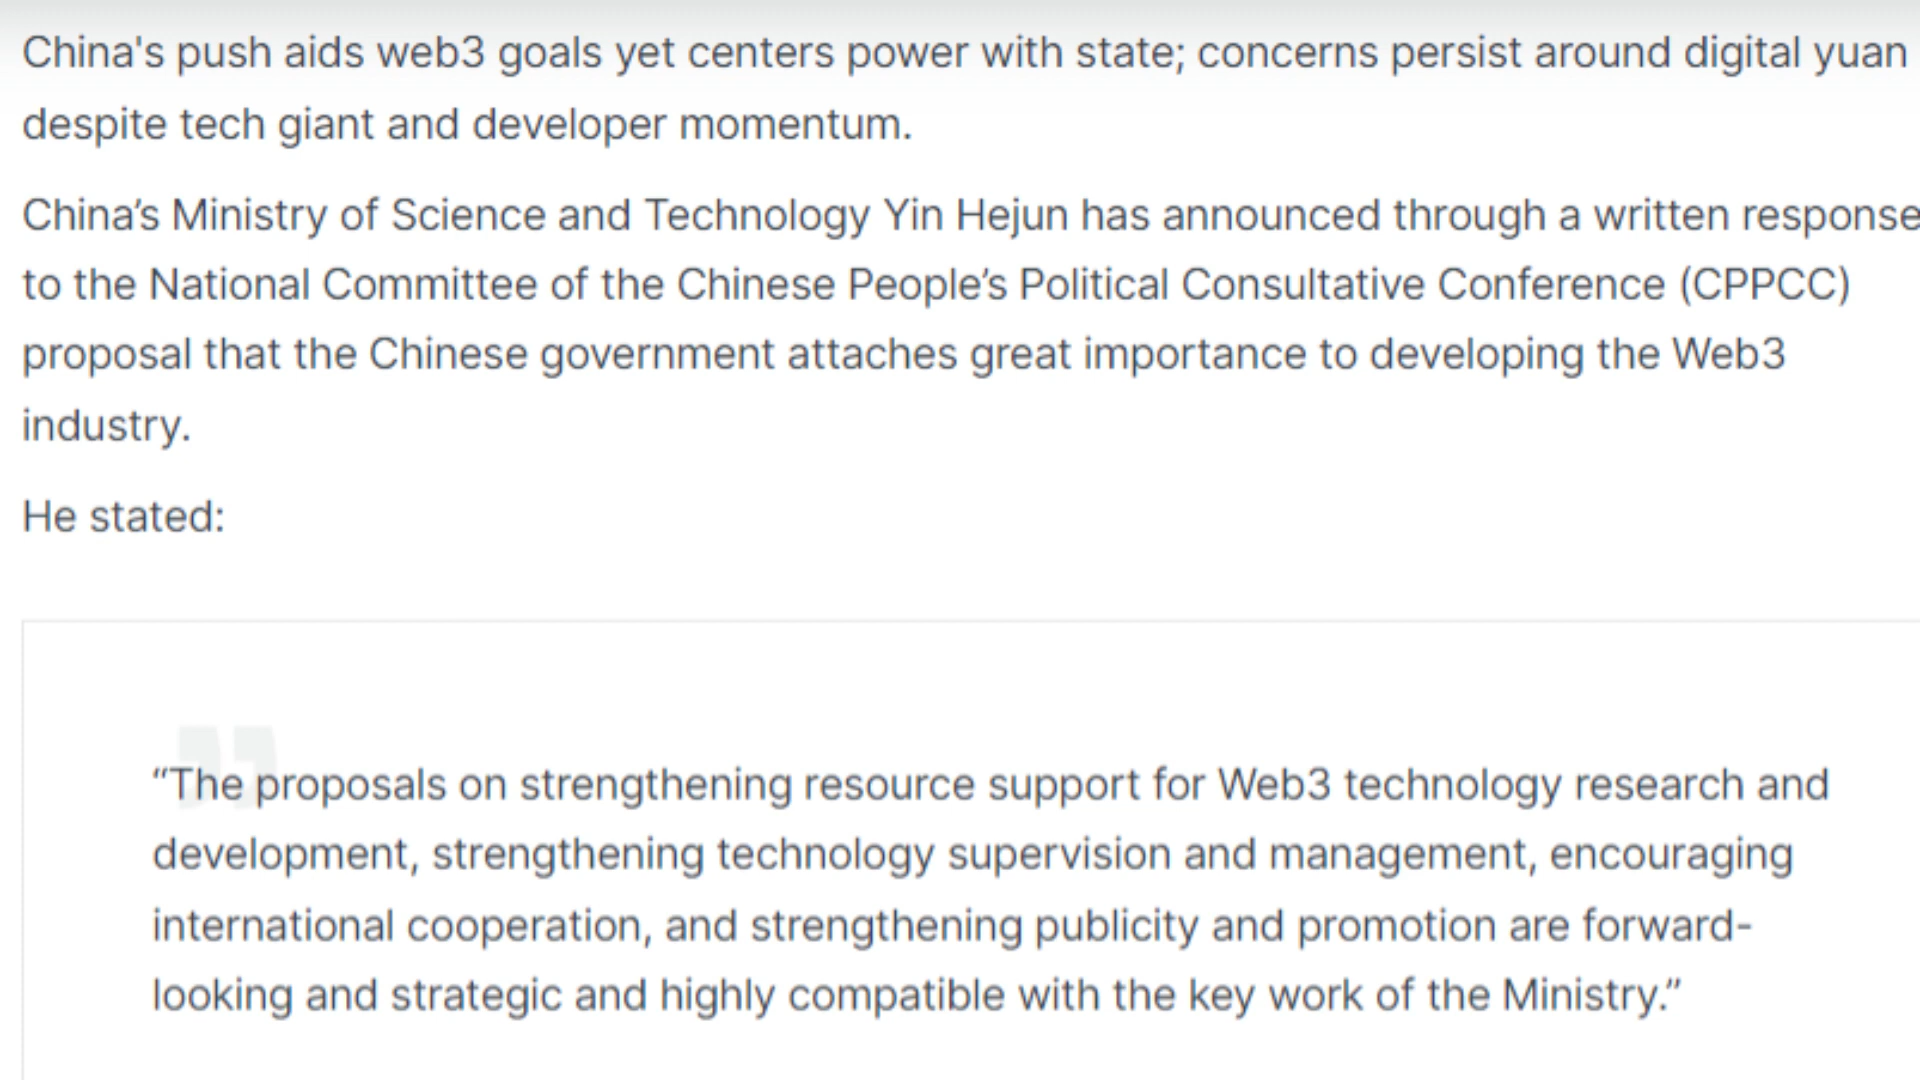 China's push aids web3 goals yet centers power with state; concerns persist around digital yuan
despite tech giant and developer momentum.
China’s Ministry of Science and Technology Yin Hejun has announced through a written response
to the National Committee of the Chinese People’s Political Consultative Conference (CPPCC)
proposal that the Chinese government attaches great importance to developing the Web3
industry.
He stated:
“The proposals on strengthening resource support for Web3 technology research and
development, strengthening technology supervision and management, encouraging
international cooperation, and strengthening publicity and promotion are forward-
looking and strategic and highly compatible with the key work of the Ministry.”